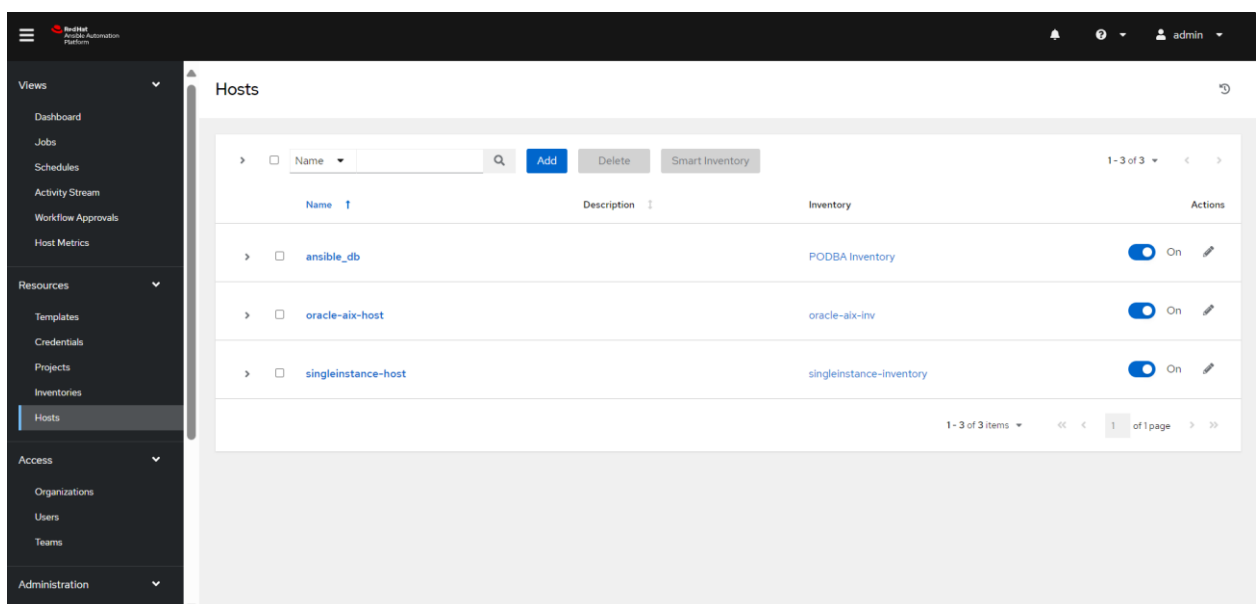 Red Hat
Ansible Automation
Platform
admin
Views
Dashboard
Jobs
Schedules
Activity Stream
Workflow Approvals
Host Metrics
Resources
Templates
Credentials
Projects
Inventories
Hosts
Access
Organizations
Users
Teams
Administration
Hosts
Name Add Delete Smart Inventory 1 - 3 of 3
Name Description Inventory Actions
ansible_db PODBA Inventory On
oracle-aix-host oracle-aix-inv On
singleinstance-host singleinstance-inventory On
1 - 3 of 3 items 1 of 1 page